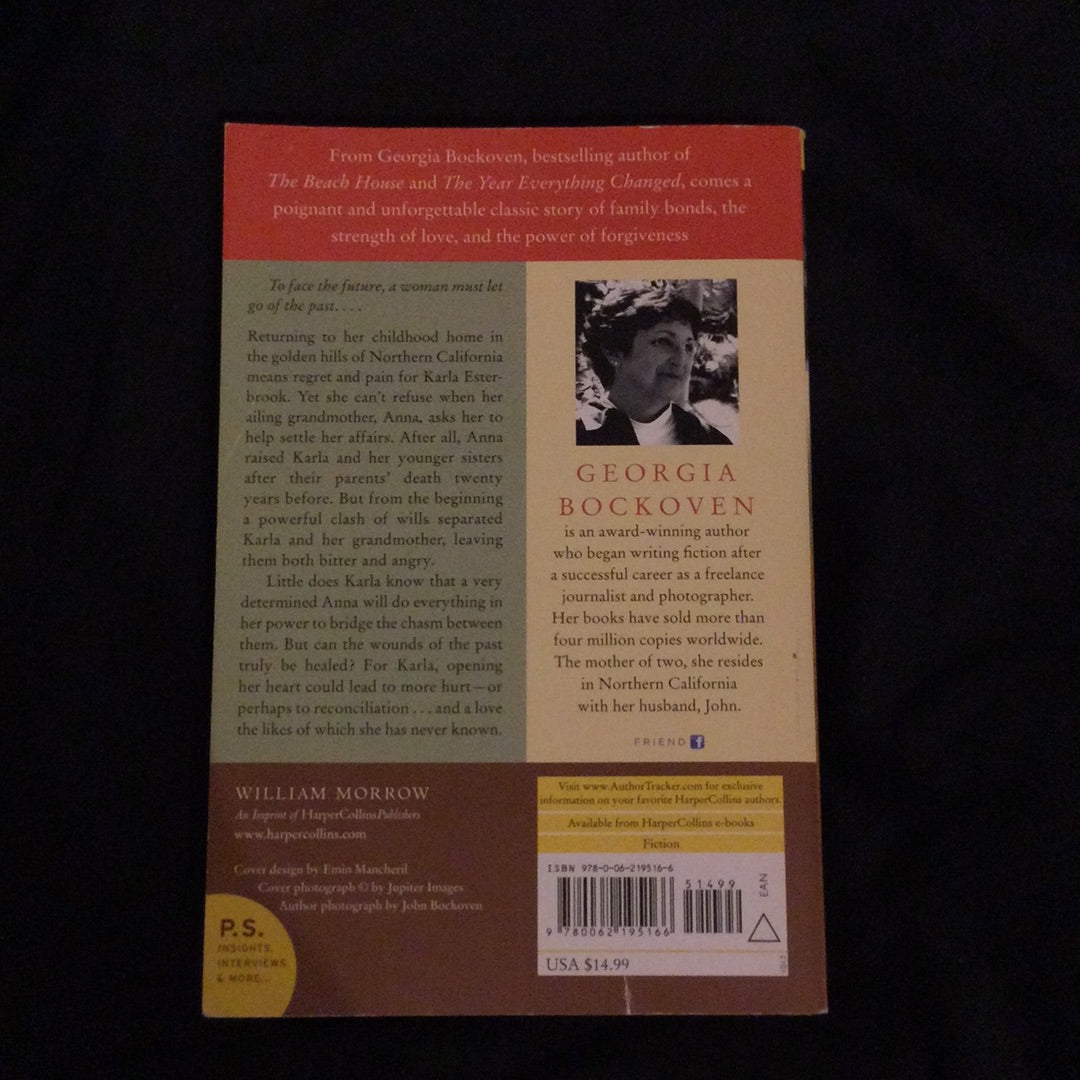 From Georgia Bockoven, bestselling author of
The Beach House and The Year Everything Changed, comes a
poignant and unforgettable classic story of family bonds, the
strength of love, and the power of forgiveness
To face the future, a woman must let
go of the past. . . .
Returning to her childhood home in
the golden hills of Northern California
means regret and pain for Karla Ester-
brook. Yet she can't refuse when her
ailing grandmother, Anna, asks her to
help settle her affairs. After all, Anna
raised Karla and her younger sisters
after their parents' death twenty
years before. But from the beginning
a powerful clash of wills separated
Karla and her grandmother, leaving
them both bitter and angry.
Little does Karla know that a very
determined Anna will do everything in
her power to bridge the chasm between
them. But can the wounds of the past
truly be healed? For Karla, opening
her heart could lead to more hurt—or
perhaps to reconciliation . . . and a love
the likes of which she has never known.
GEORGIA
BOCKOVEN
is an award-winning author
who began writing fiction after
a successful career as a freelance
journalist and photographer.
Her books have sold more than
four million copies worldwide.
The mother of two, she resides
in Northern California
with her husband, John.
FRIEND f
WILLIAM MORROW
An Imprint of HarperCollinsPublishers
www.harpercollins.com
Cover design by Emin Mancheril
Cover photograph © by Jupiter Images
Author photograph by John Bockoven
P.S.
INSIGHTS,
INTERVIEWS
& MORE...
Visit www.AuthorTracker.com for exclusive
information on your favorite HarperCollins authors.
Available from HarperCollins e-books
Fiction
ISBN 978-0-06-219516-6
51499
EAN
9 780062 195166
USA $14.99